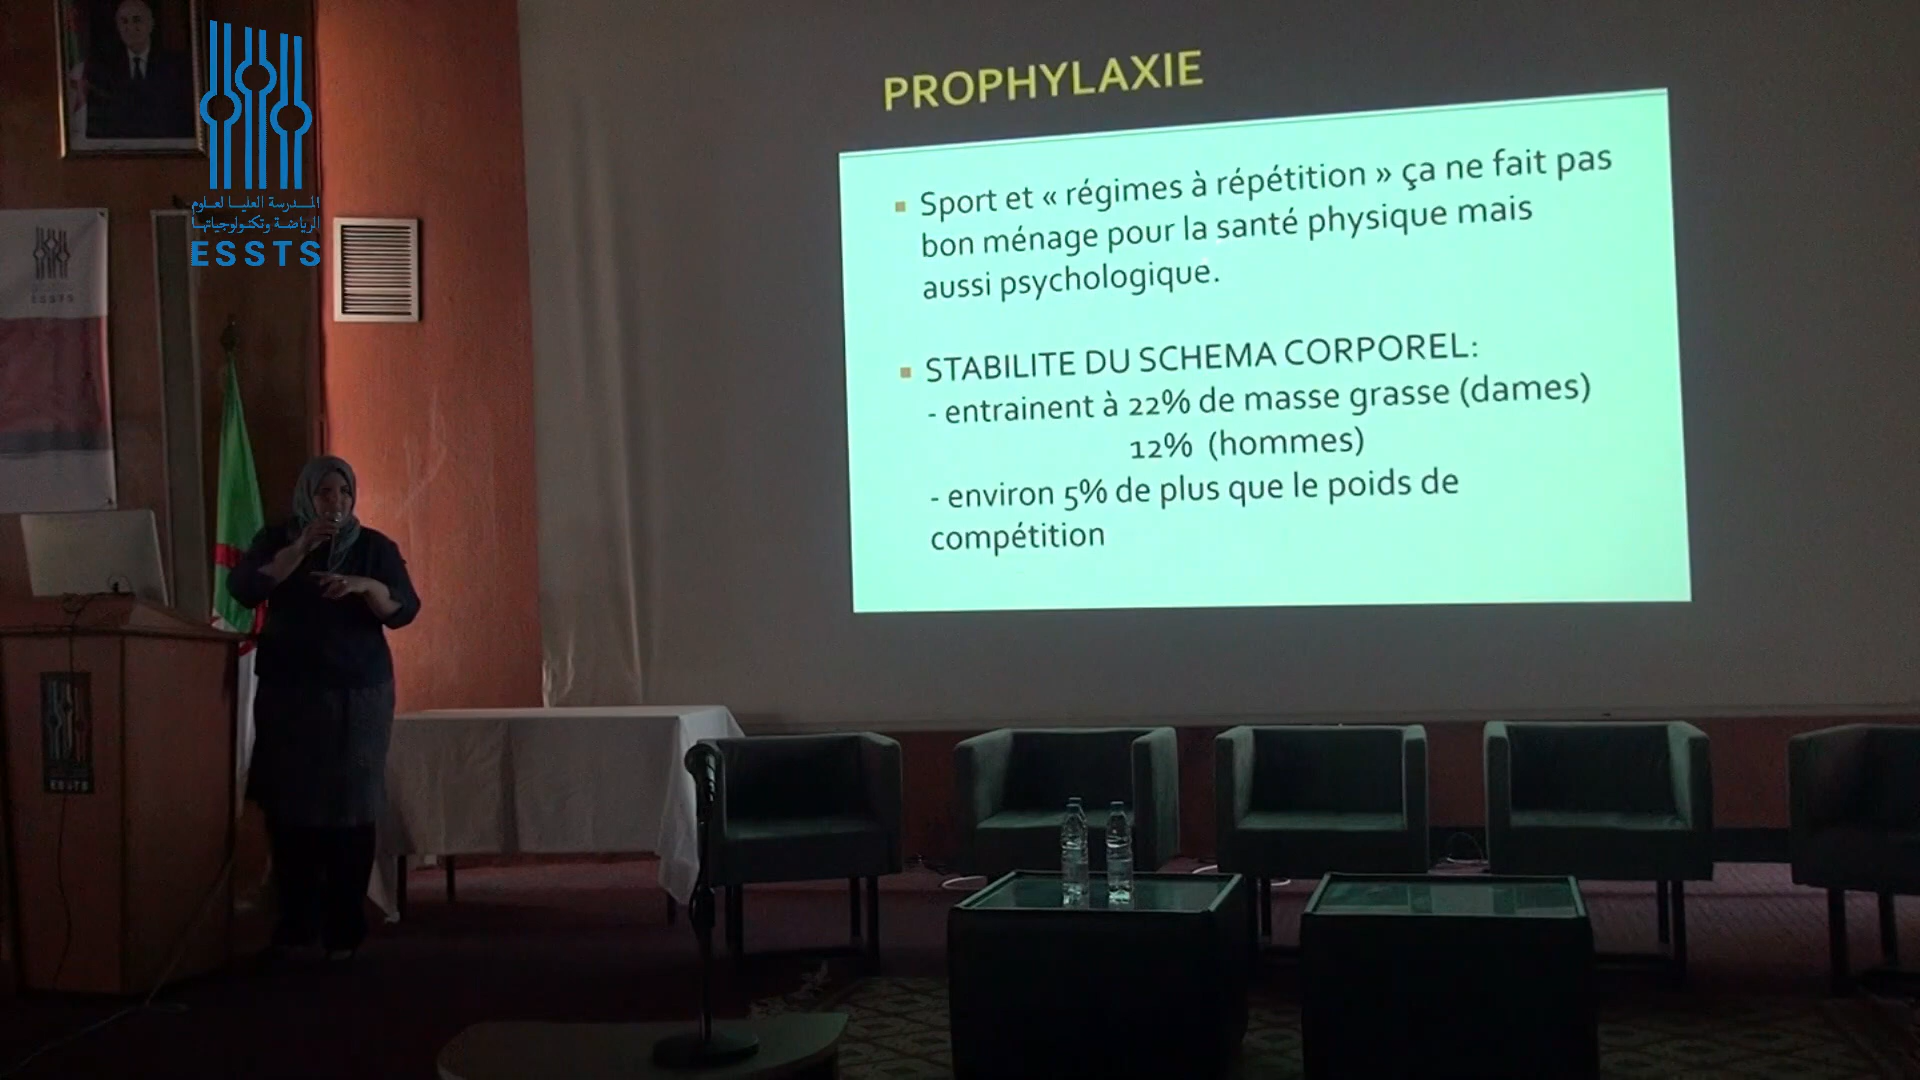 المدرسة العليا لعلوم
الرياضة وتكنولوجياتها
ESSTS
ESSTS
ESSTS
PROPHYLAXIE
▪ Sport et « régimes à répétition » ça ne fait pas
bon ménage pour la santé physique mais
aussi psychologique.
▪ STABILITE DU SCHEMA CORPOREL:
- entrainent à 22% de masse grasse (dames)
12% (hommes)
- environ 5% de plus que le poids de
compétition